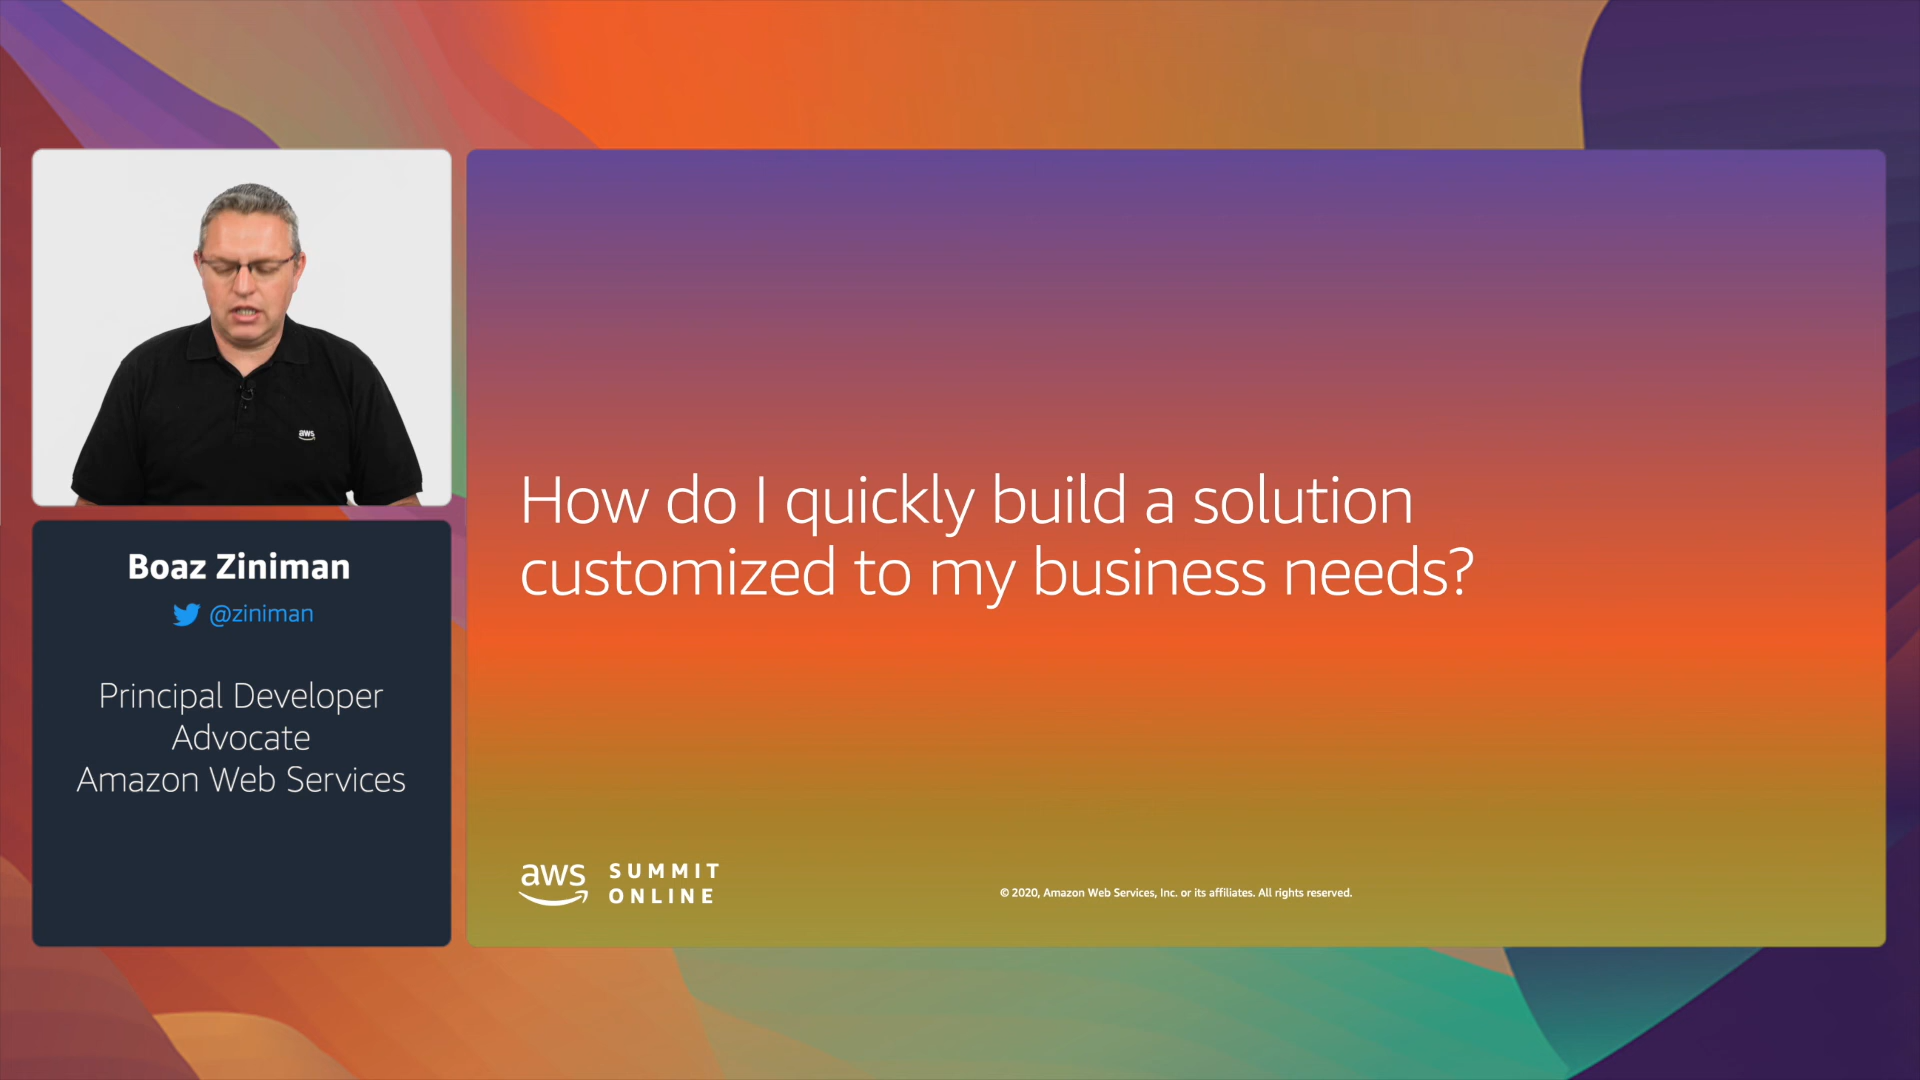 aws
Boaz Ziniman
@ziniman
Principal Developer
Advocate
Amazon Web Services
How do I quickly build a solution
customized to my business needs?
aws SUMMIT
ONLINE
© 2020, Amazon Web Services, Inc. or its affiliates. All rights reserved.